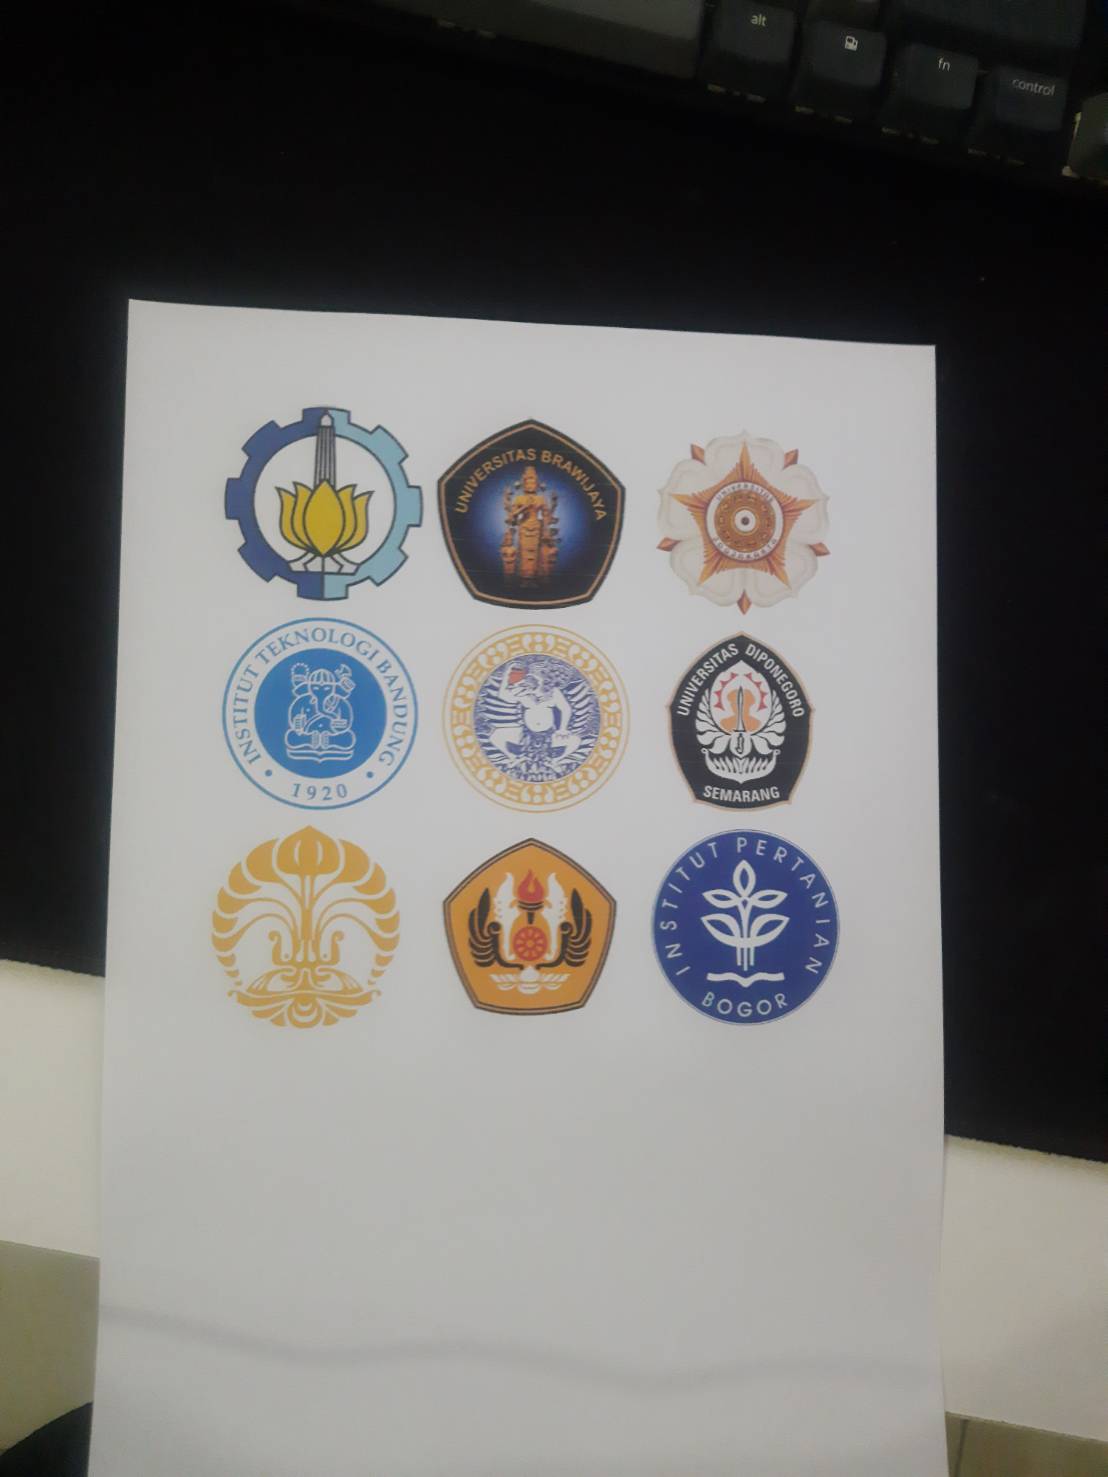 alt
fn
control
UNIVERSITAS BRAWIJAYA
INSTITUT TEKNOLOGI BANDUNG
1920
UNIVERSITAS DIPONEGORO
SEMARANG
INSTITUT PERTANIAN
BOGOR